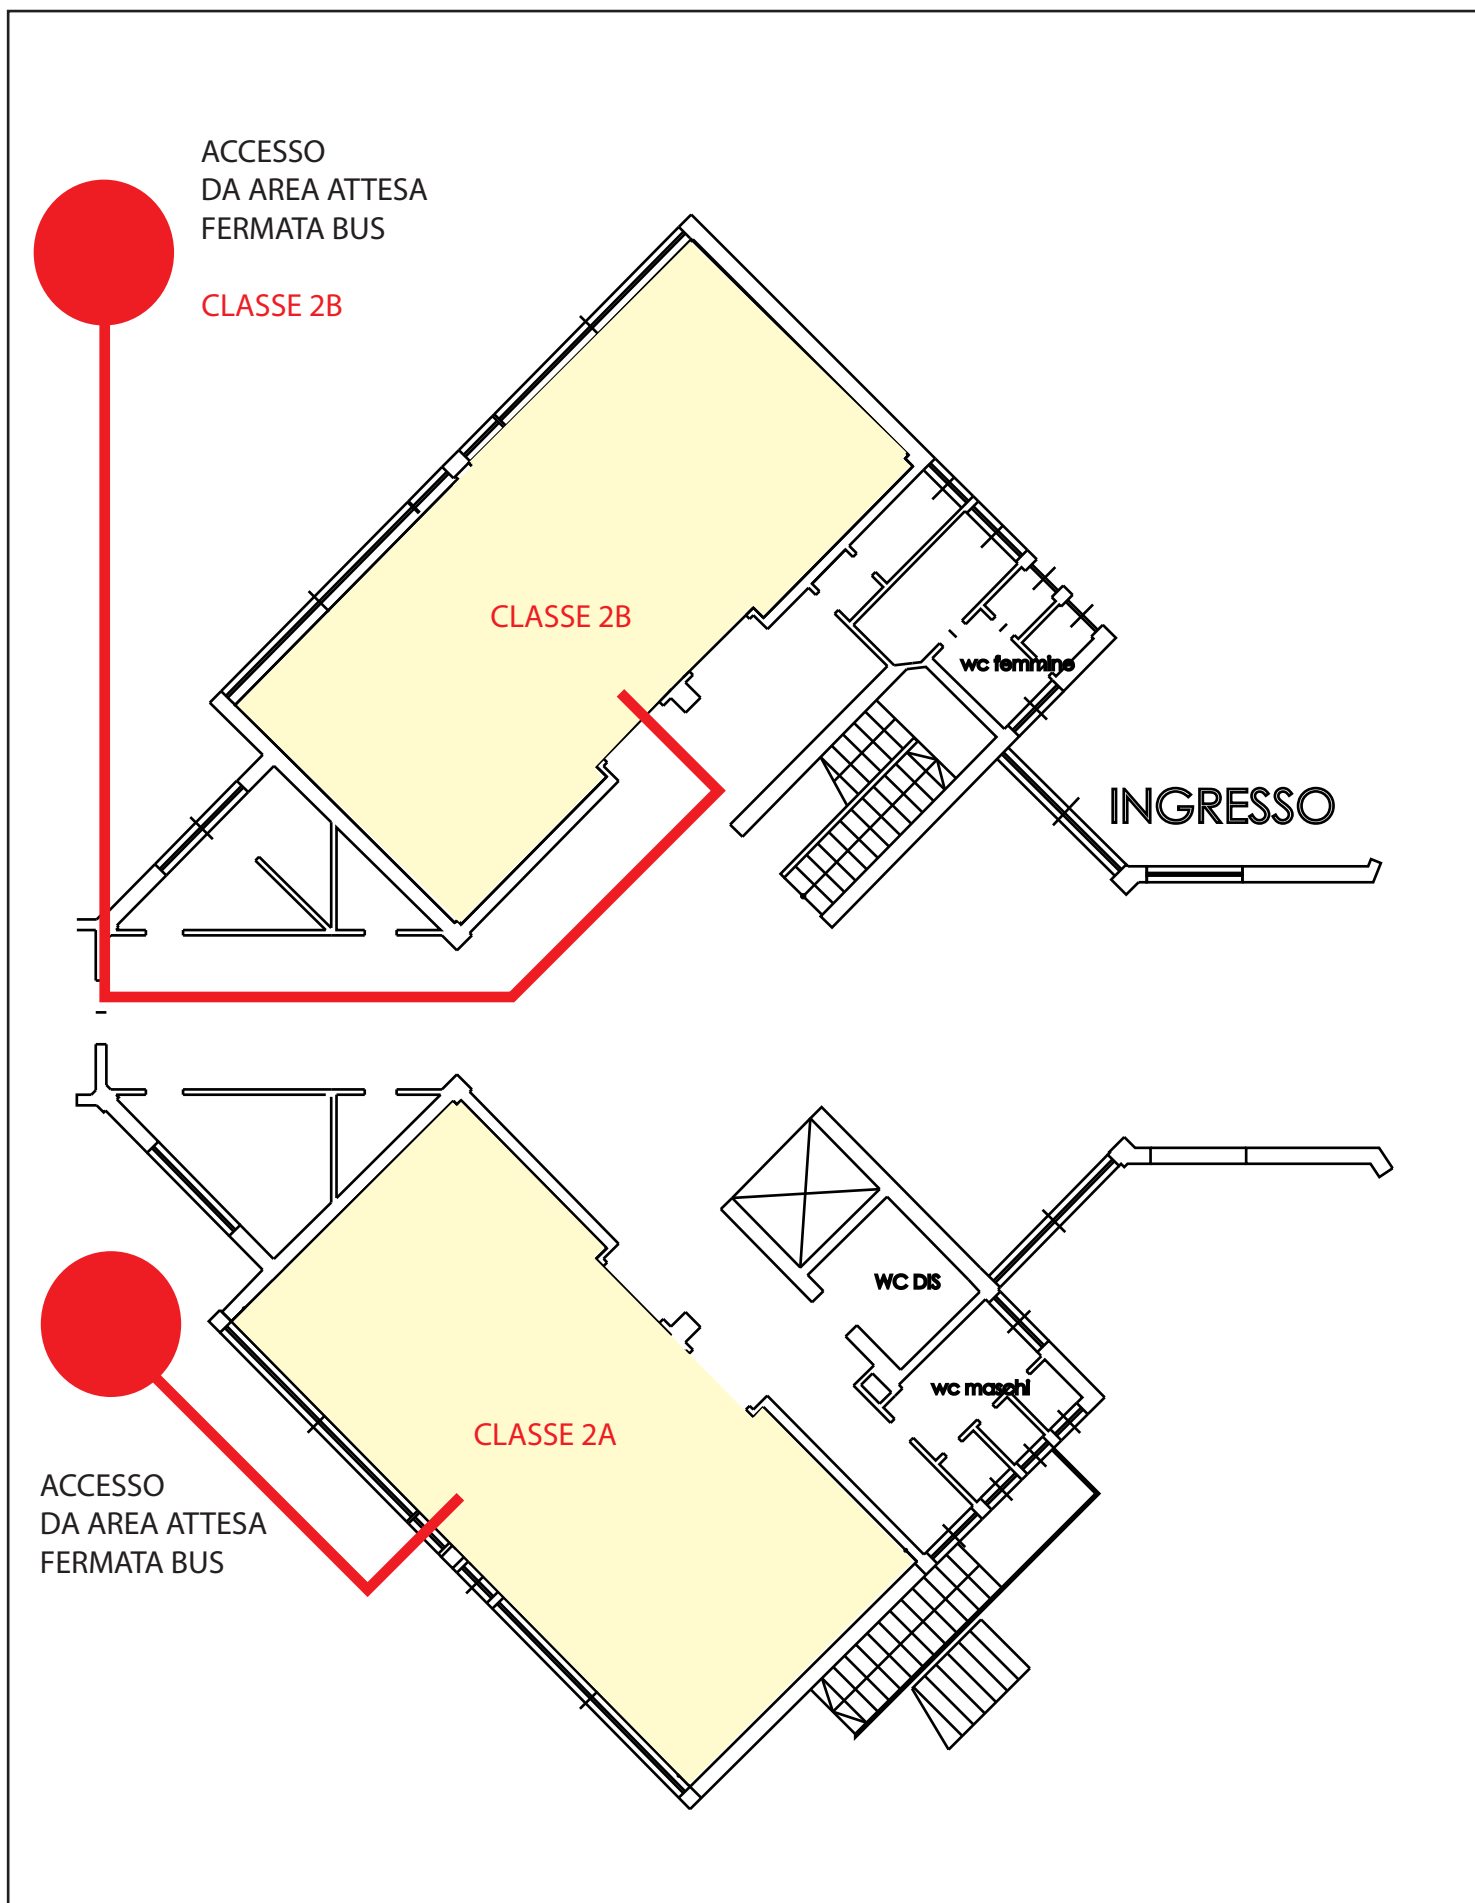 ACCESSO
DA AREA ATTESA
FERMATA BUS
CLASSE 2B
CLASSE 2B
wc femmine
INGRESSO
WC DIS
wc maschi
CLASSE 2A
ACCESSO
DA AREA ATTESA
FERMATA BUS